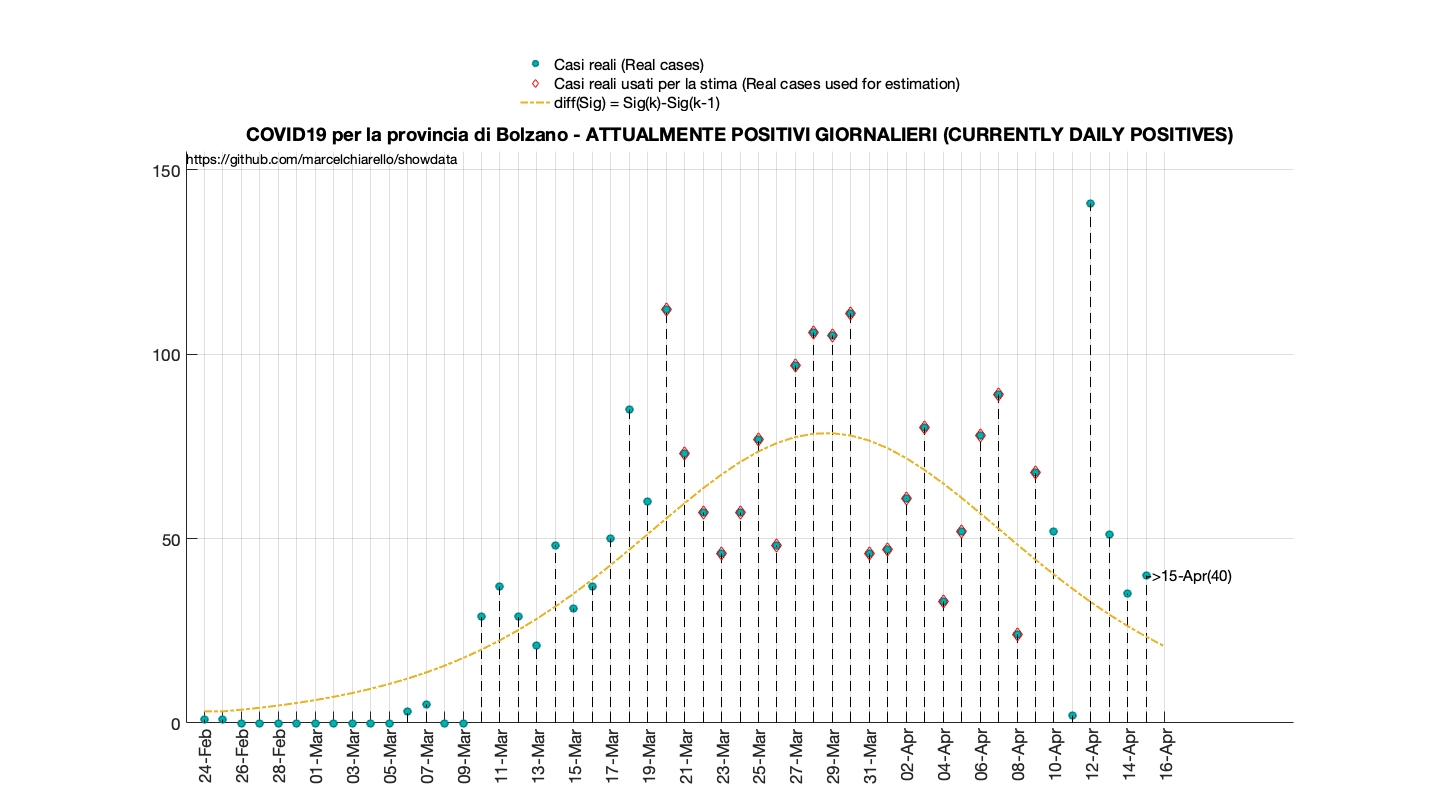 Casi reali (Real cases)
Casi reali usati per la stima (Real cases used for estimation)
diff(Sig) = Sig(k)-Sig(k-1)
COVID19 per la provincia di Bolzano - ATTUALMENTE POSITIVI GIORNALIERI (CURRENTLY DAILY POSITIVES)
https://github.com/marcelchiarello/showdata
150
100
50
0
->15-Apr(40)
24-Feb
26-Feb
28-Feb
01-Mar
03-Mar
05-Mar
07-Mar
09-Mar
11-Mar
13-Mar
15-Mar
17-Mar
19-Mar
21-Mar
23-Mar
25-Mar
27-Mar
29-Mar
31-Mar
02-Apr
04-Apr
06-Apr
08-Apr
10-Apr
12-Apr
14-Apr
16-Apr